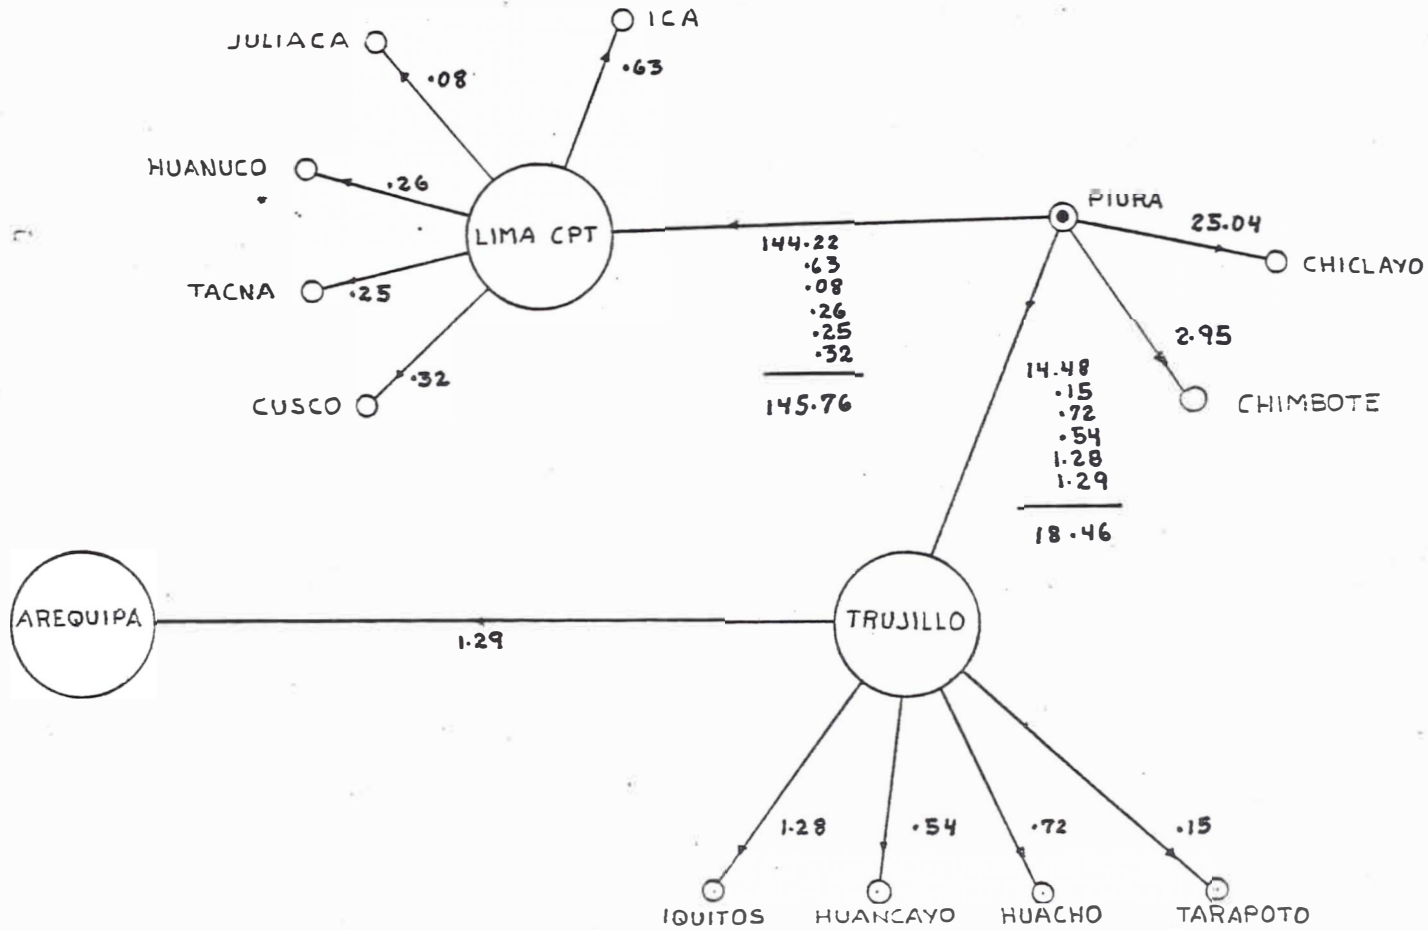 ICA
JULIACA
.63
.08
HUANUCO
.26
PIURA
25.04
LIMA CPT
CHICLAYO
144.22
.63
.08
.26
.25
.32
145.76
TACNA
.25
2.95
CUSCO
.32
CHIMBOTE
14.48
.15
.72
.54
1.28
1.29
18.46
AREQUIPA
TRUJILLO
1.29
1.28
.54
.72
.15
IQUITOS
HUANCAYO
HUACHO
TARAPOTO